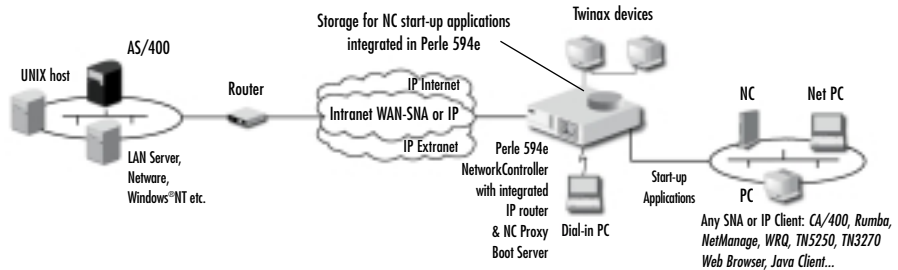 Storage for NC start-up applications
integrated in Perle 594e
Twinax devices
AS/400
UNIX host
Router
LAN Server,
Netware,
Windows®NT etc.
IP Internet
Intranet WAN-SNA or IP
IP Extranet
Perle 594e
NetworkController
with integrated
IP router
& NC Proxy
Boot Server
Dial-in PC
Start-up
Applications
NC
Net PC
PC
Any SNA or IP Client: CA/400, Rumba,
NetManage, WRQ, TN5250, TN3270
Web Browser, Java Client...